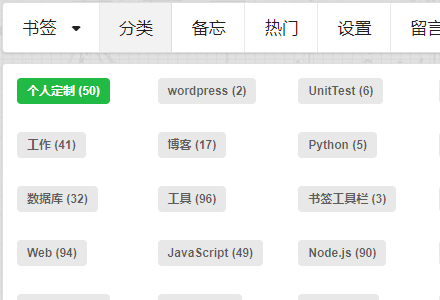 书签 分类 备忘 热门 设置 留言
个人定制 (50) wordpress (2) UnitTest (6)
工作 (41) 博客 (17) Python (5)
数据库 (32) 工具 (96) 书签工具栏 (3)
Web (94) JavaScript (49) Node.js (90)